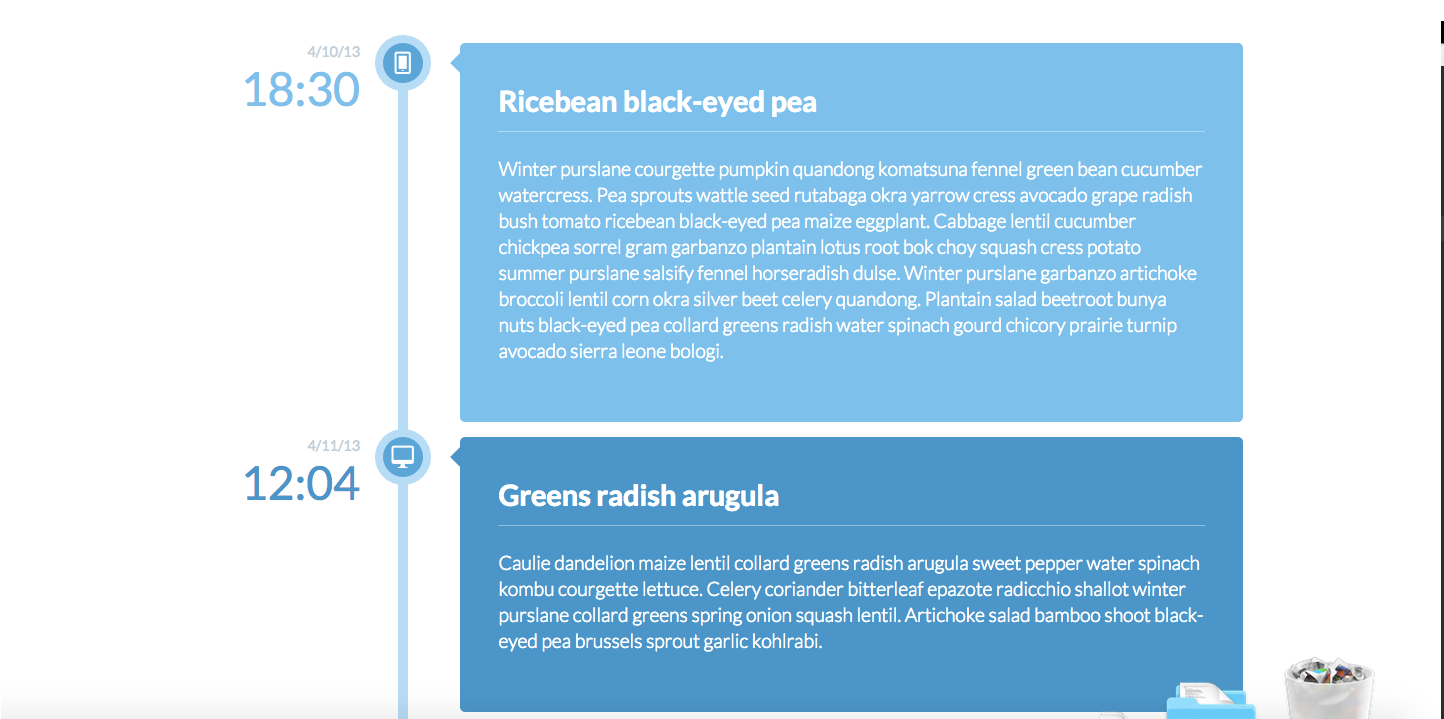 4/10/13
18:30
Ricebean black-eyed pea
Winter purslane courgette pumpkin quandong komatsuna fennel green bean cucumber
watercress. Pea sprouts wattle seed rutabaga okra yarrow cress avocado grape radish
bush tomato ricebean black-eyed pea maize eggplant. Cabbage lentil cucumber
chickpea sorrel gram garbanzo plantain lotus root bok choy squash cress potato
summer purslane salsify fennel horseradish dulse. Winter purslane garbanzo artichoke
broccoli lentil corn okra silver beet celery quandong. Plantain salad beetroot bunya
nuts black-eyed pea collard greens radish water spinach gourd chicory prairie turnip
avocado sierra leone bologi.
4/11/13
12:04
Greens radish arugula
Caulie dandelion maize lentil collard greens radish arugula sweet pepper water spinach
kombu courgette lettuce. Celery coriander bitterleaf epazote radicchio shallot winter
purslane collard greens spring onion squash lentil. Artichoke salad bamboo shoot black-
eyed pea brussels sprout garlic kohlrabi.